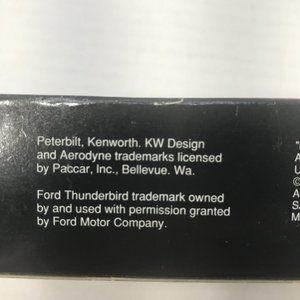 Peterbilt, Kenworth. KW Design
and Aerodyne trademarks licensed
by Paccar, Inc., Bellevue. Wa.
Ford Thunderbird trademark owned
by and used with permission granted
by Ford Motor Company.